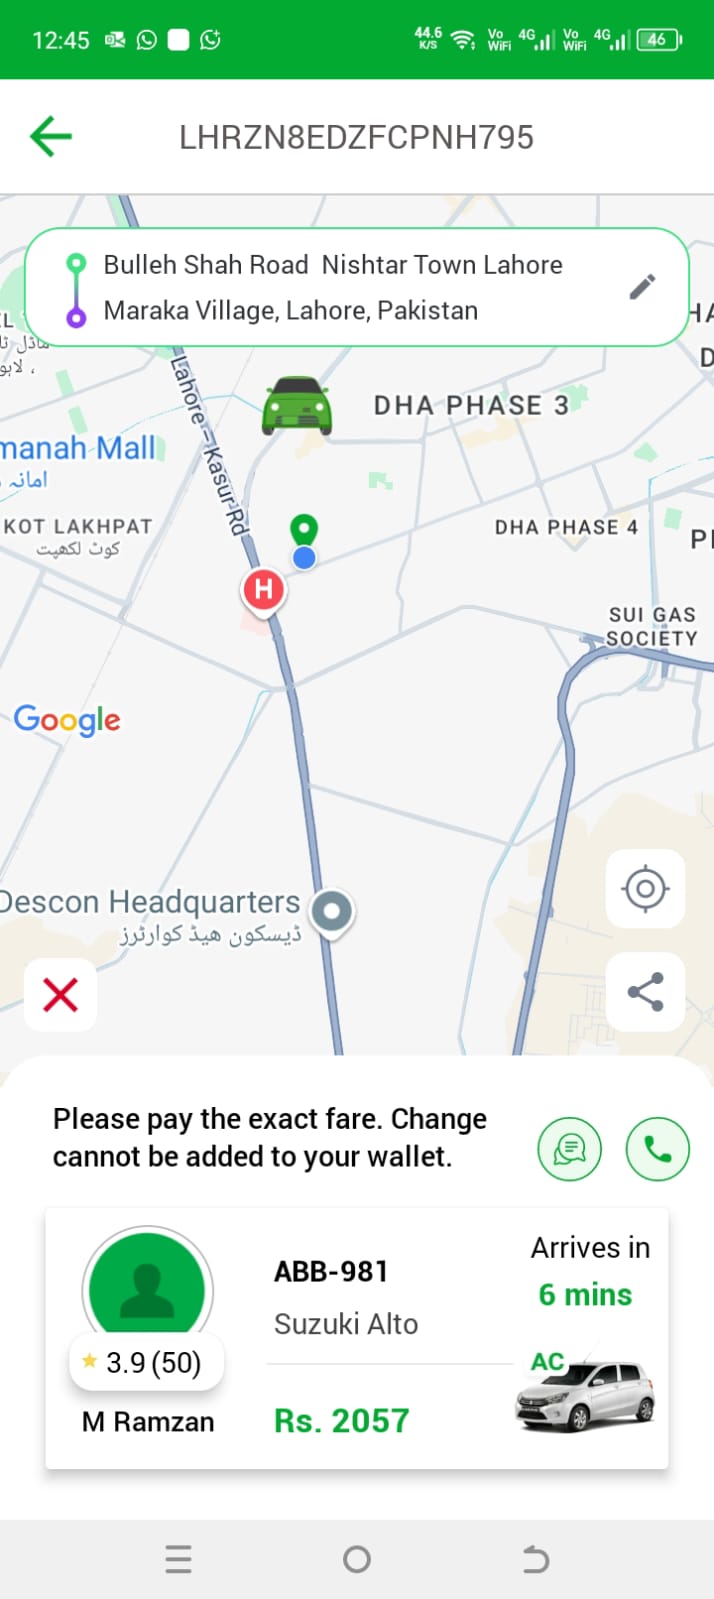 12:45
44.6
K/S
Vo
WiFi
4G
Vo
WiFi
4G
46
LHRZN8EDZFCPNH795
Bulleh Shah Road  Nishtar Town Lahore
Maraka Village, Lahore, Pakistan
Lahore – Kasur Rd
DHA PHASE 3
manah Mall
امانہ
KOT LAKHPAT
کوٹ لکھپت
DHA PHASE 4
H
SUI GAS
SOCIETY
Google
Descon Headquarters
ڈیسکون ھیڈ کوارٹرز
Please pay the exact fare. Change
cannot be added to your wallet.
ABB-981
Suzuki Alto
Arrives in
6 mins
AC
3.9 (50)
M Ramzan
Rs. 2057